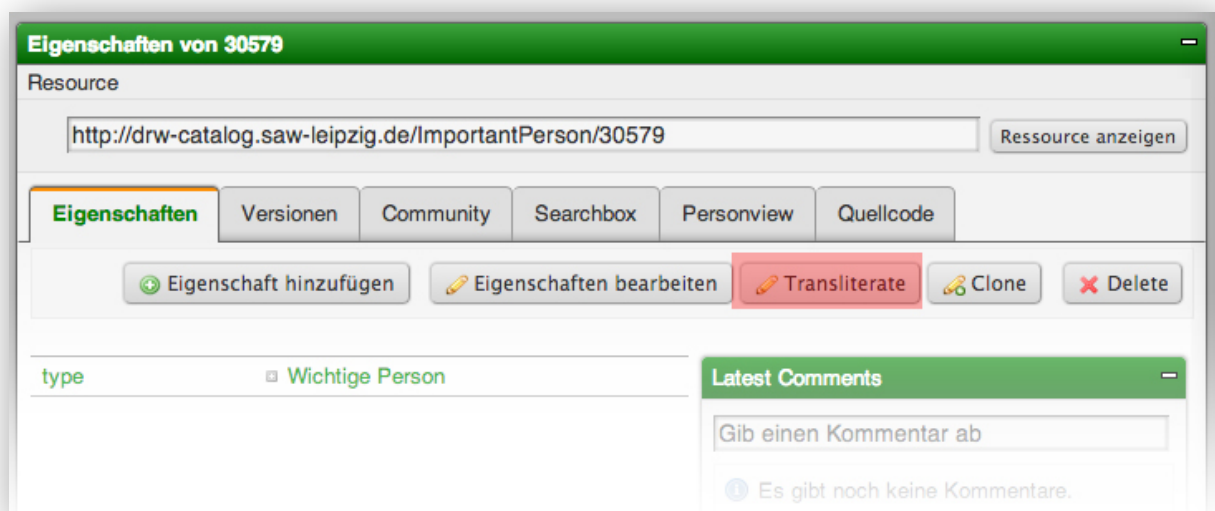 Eigenschaften von 30579
Resource
http://drw-catalog.saw-leipzig.de/ImportantPerson/30579 Ressource anzeigen
Eigenschaften Versionen Community Searchbox Personview Quellcode
Eigenschaft hinzufügen Eigenschaften bearbeiten Transliterate Clone Delete
type Wichtige Person
Latest Comments
Gib einen Kommentar ab
Es gibt noch keine Kommentare.